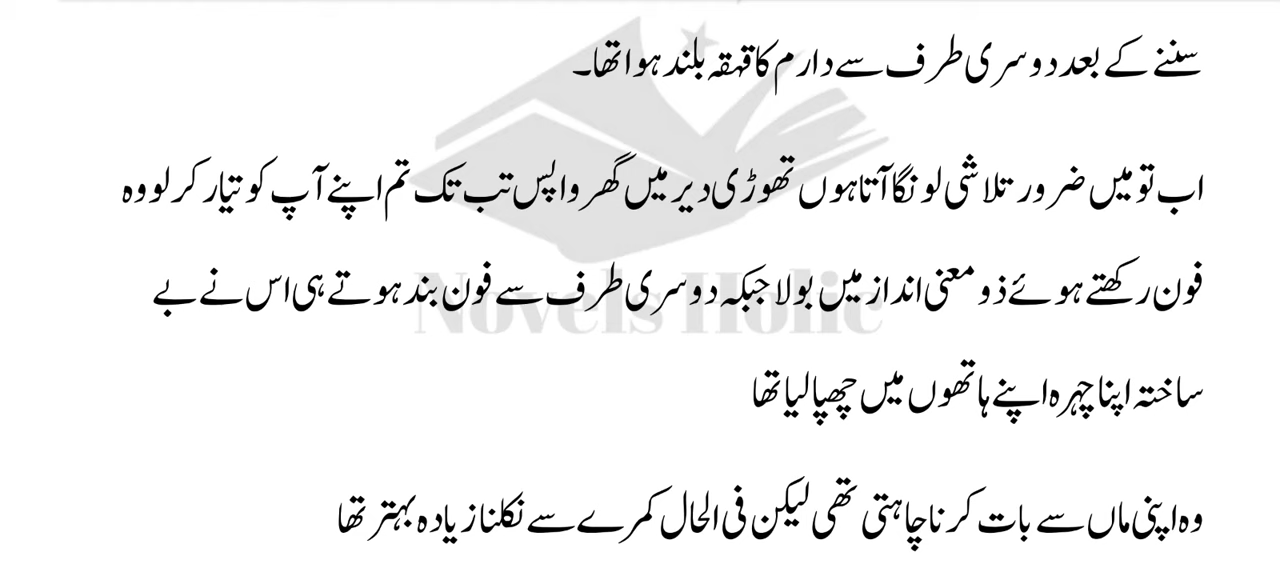 سننے کے بعد دوسری طرف سے دارم کا قہقہ بلند ہوا تھا۔
اب تو میں ضرور تلاشی لونگا آتا ہوں تھوڑی دیر میں گھر واپس تب تک تم اپنے آپ کو تیار کر لو وہ
فون رکھتے ہوئے ذو معنی انداز میں بولا جبکہ دوسری طرف سے فون بند ہوتے ہی اس نے بے
Novels Holic
ساختہ اپنا چہرہ اپنے ہاتھوں میں چھپا لیا تھا
وہ اپنی ماں سے بات کرنا چاہتی تھی لیکن فی الحال کمرے سے نکلنا زیادہ بہتر تھا